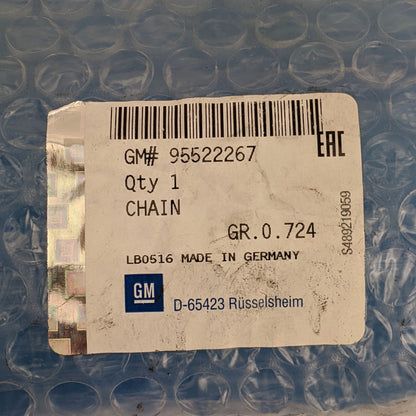 GM# 95522267
EAC
Qty 1
CHAIN
GR.0.724
LB0516 MADE IN GERMANY
GM
D-65423 Rüsselsheim
S489219059